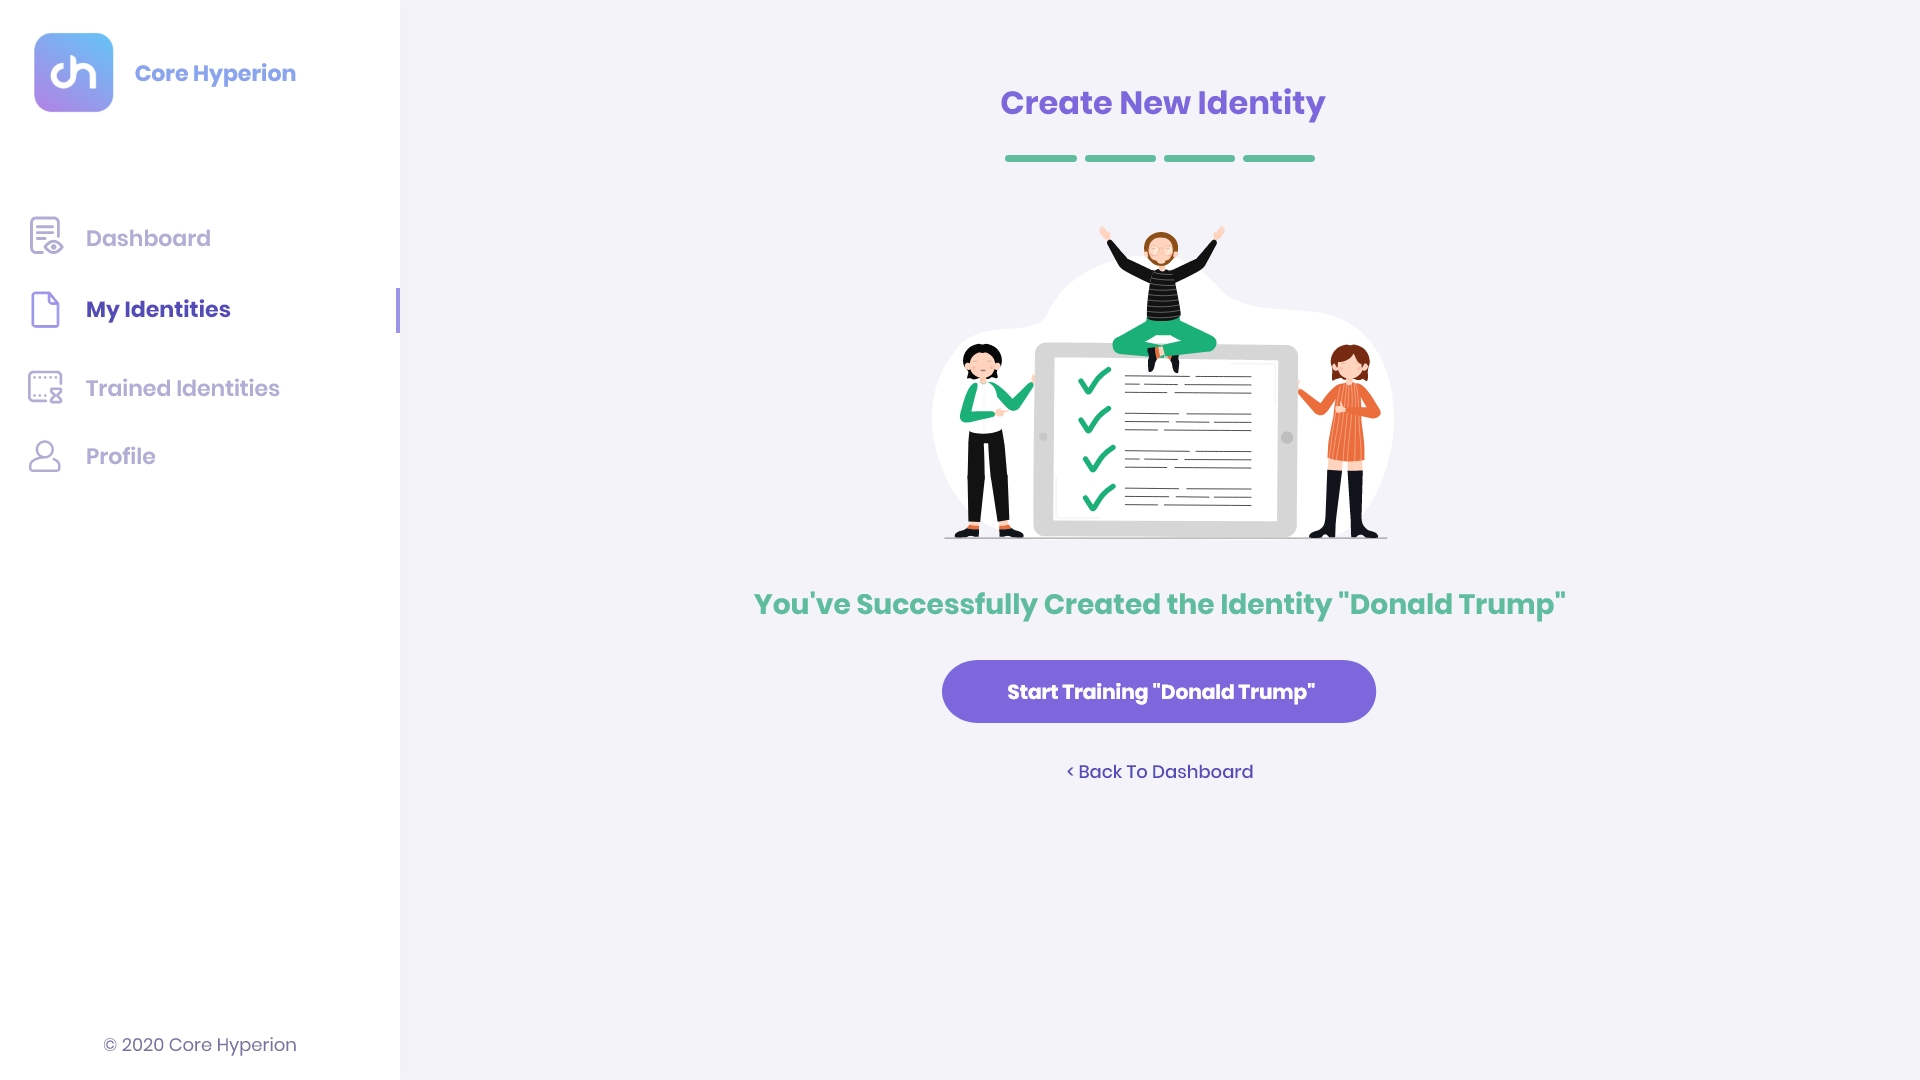 Core Hyperion
Dashboard
My Identities
Trained Identities
Profile
© 2020 Core Hyperion
Create New Identity
You've Successfully Created the Identity "Donald Trump"
Start Training "Donald Trump"
< Back To Dashboard